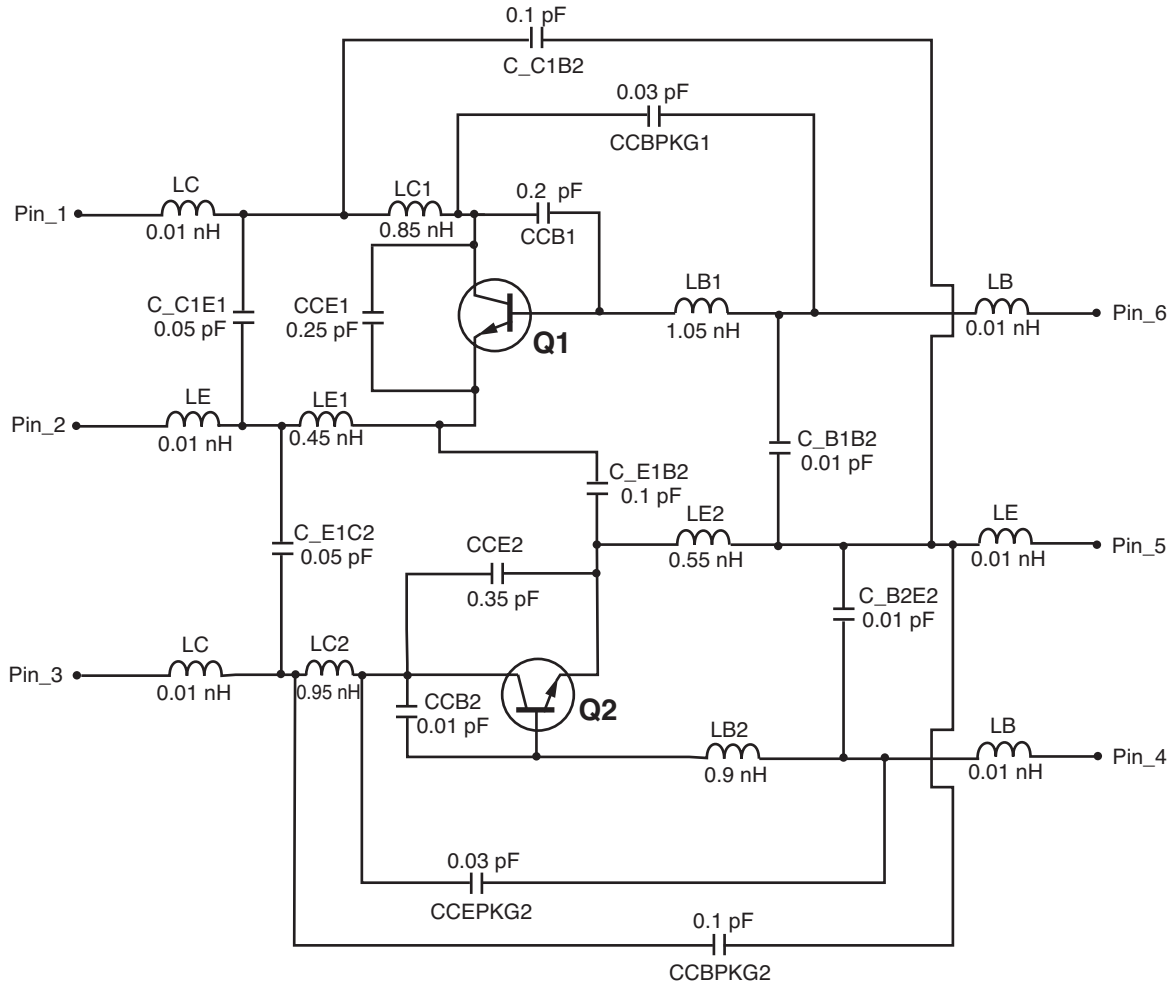 0.1 pF
C_C1B2
0.03 pF
CCBPKG1
LC
LC1
0.2 pF
Pin_1
0.01 nH
0.85 nH
CCB1
C_C1E1
0.05 pF
CCE1
0.25 pF
LB1
LB
1.05 nH
0.01 nH
Pin_6
Q1
LE
LE1
Pin_2
0.01 nH
0.45 nH
C_B1B2
0.01 pF
C_E1B2
0.1 pF
LE2
LE
C_E1C2
0.05 pF
CCE2
0.55 nH
0.01 nH
Pin_5
0.35 pF
C_B2E2
0.01 pF
LC
LC2
Pin_3
0.01 nH
0.95 nH
CCB2
0.01 pF
Q2
LB2
LB
0.9 nH
0.01 nH
Pin_4
0.03 pF
CCEPKG2
0.1 pF
CCBPKG2